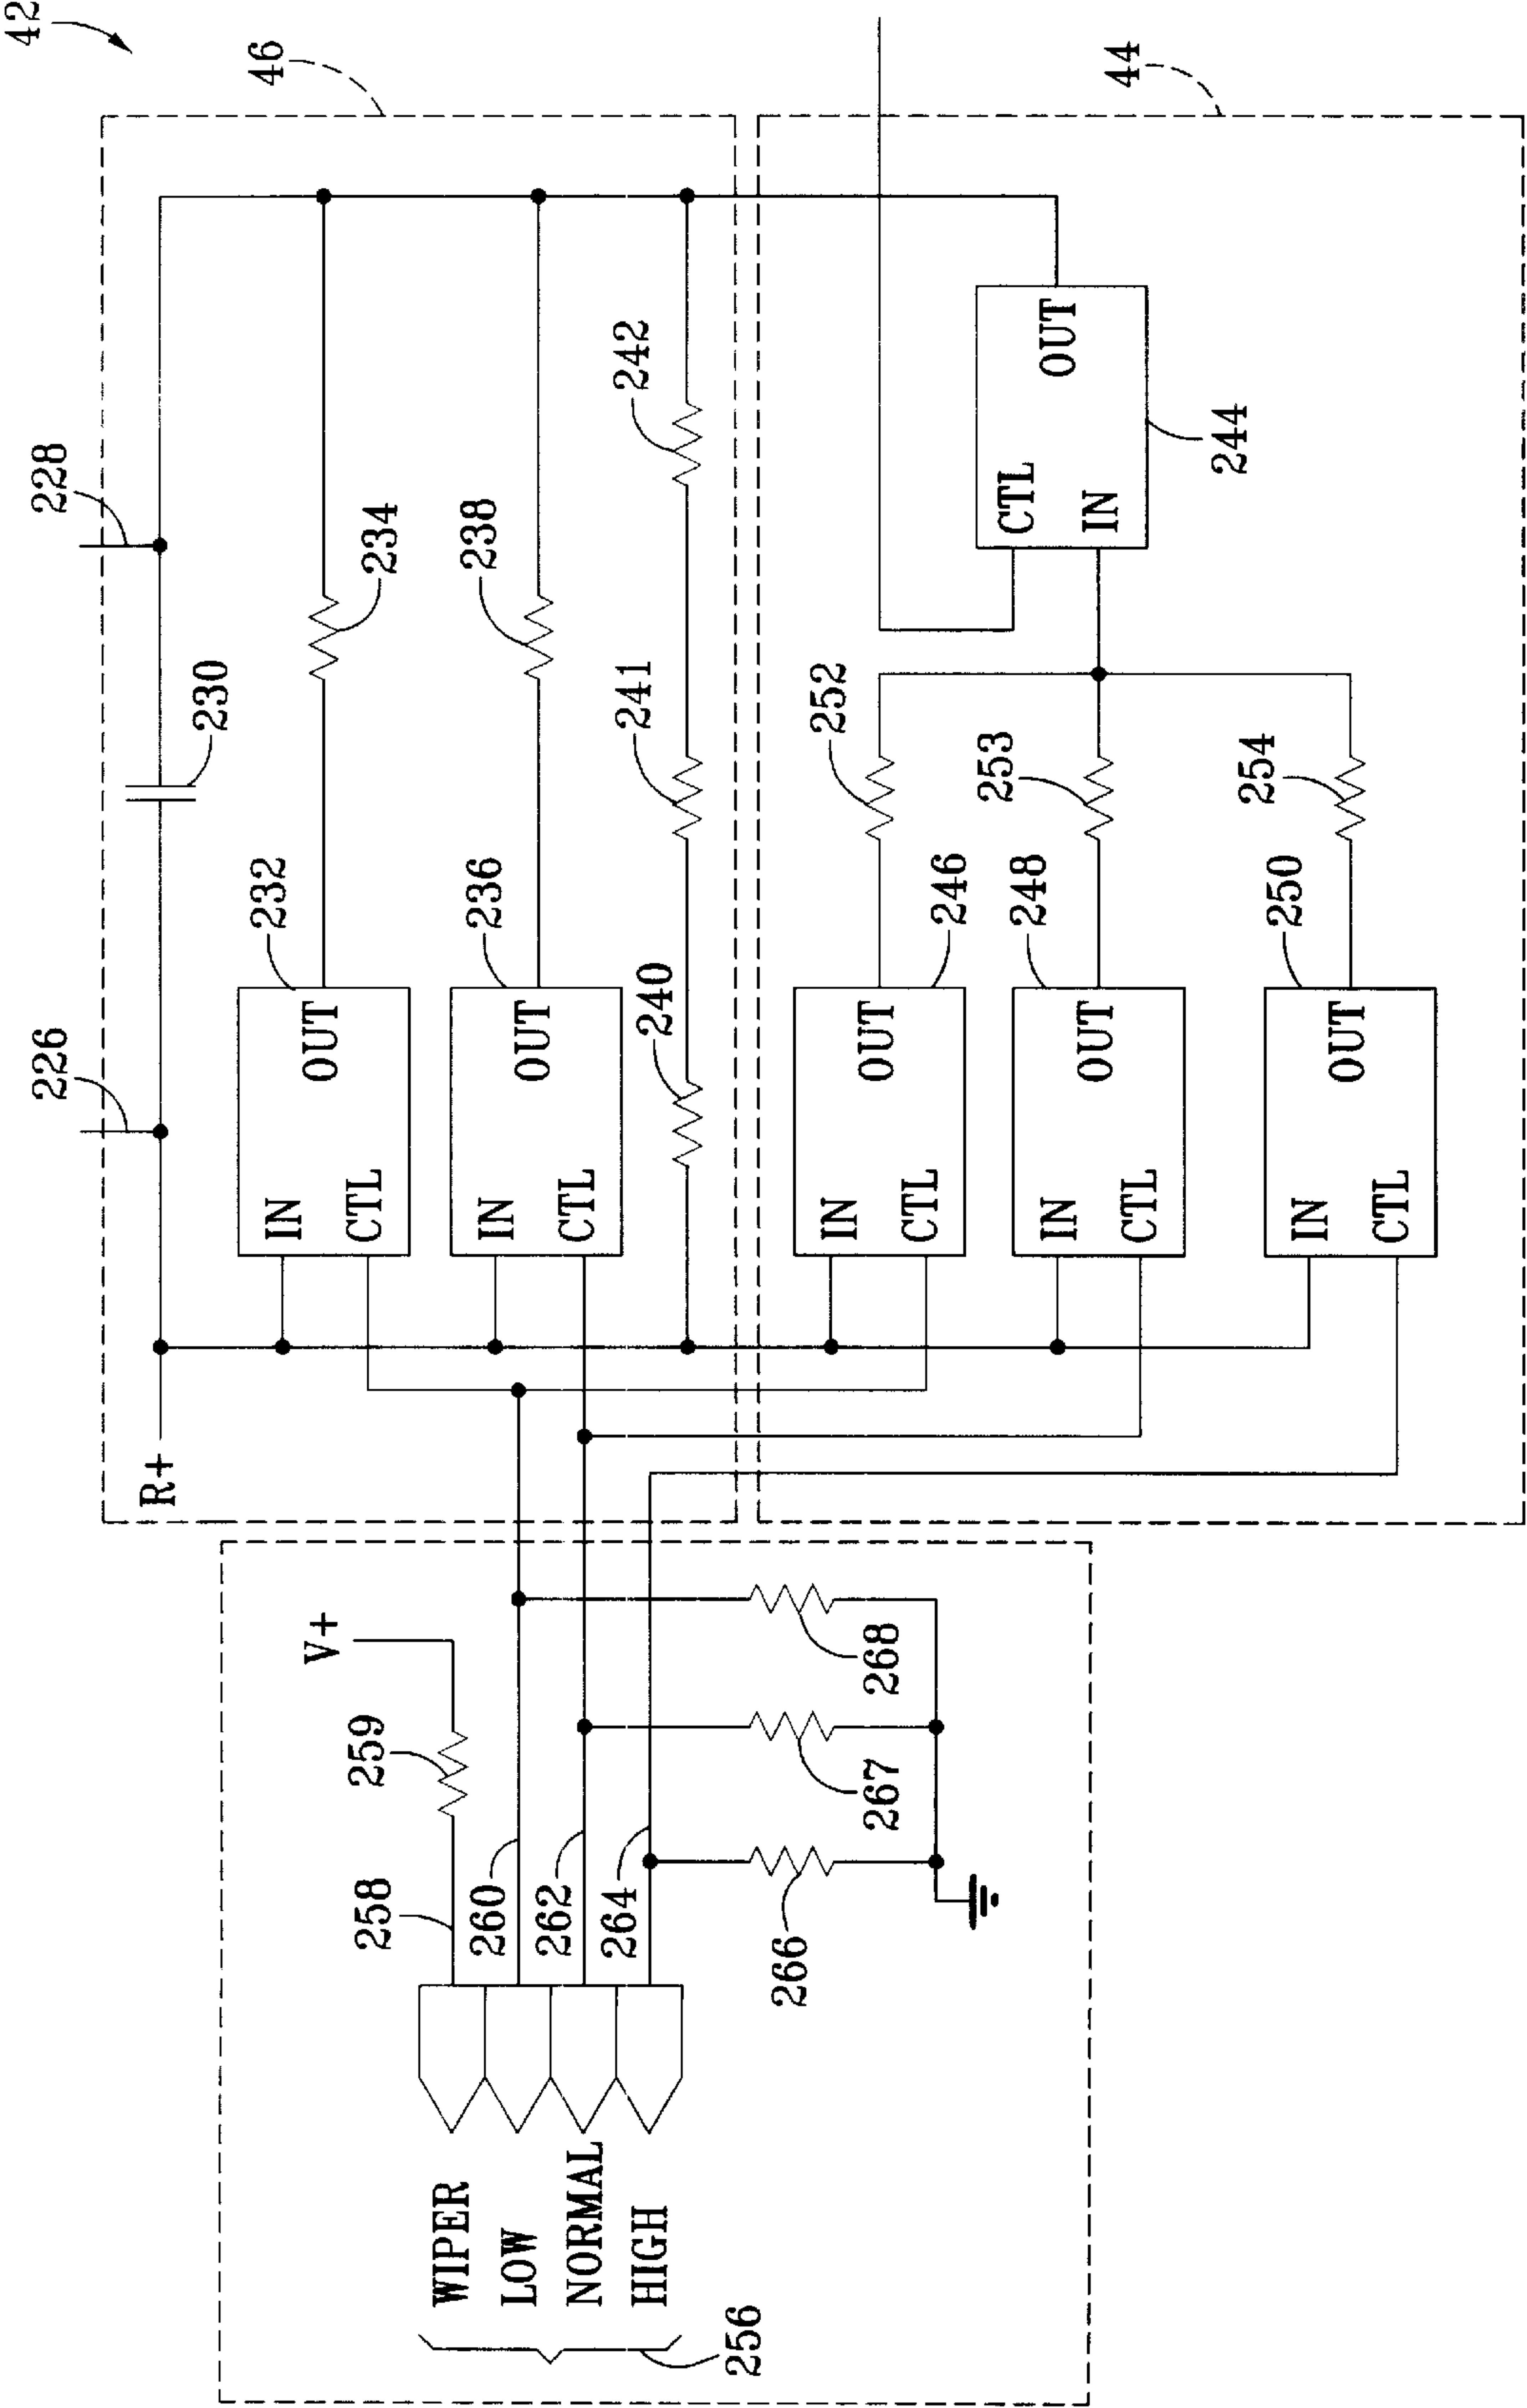 42
46
44
228
226
230
234
238
242
241
240
232
IN
OUT
CTL
236
IN
OUT
CTL
CTL
IN
OUT
244
252
253
254
246
IN
OUT
CTL
248
IN
OUT
CTL
250
IN
OUT
CTL
R+
V+
259
258
260
262
264
268
267
266
WIPER
LOW
NORMAL
HIGH
256